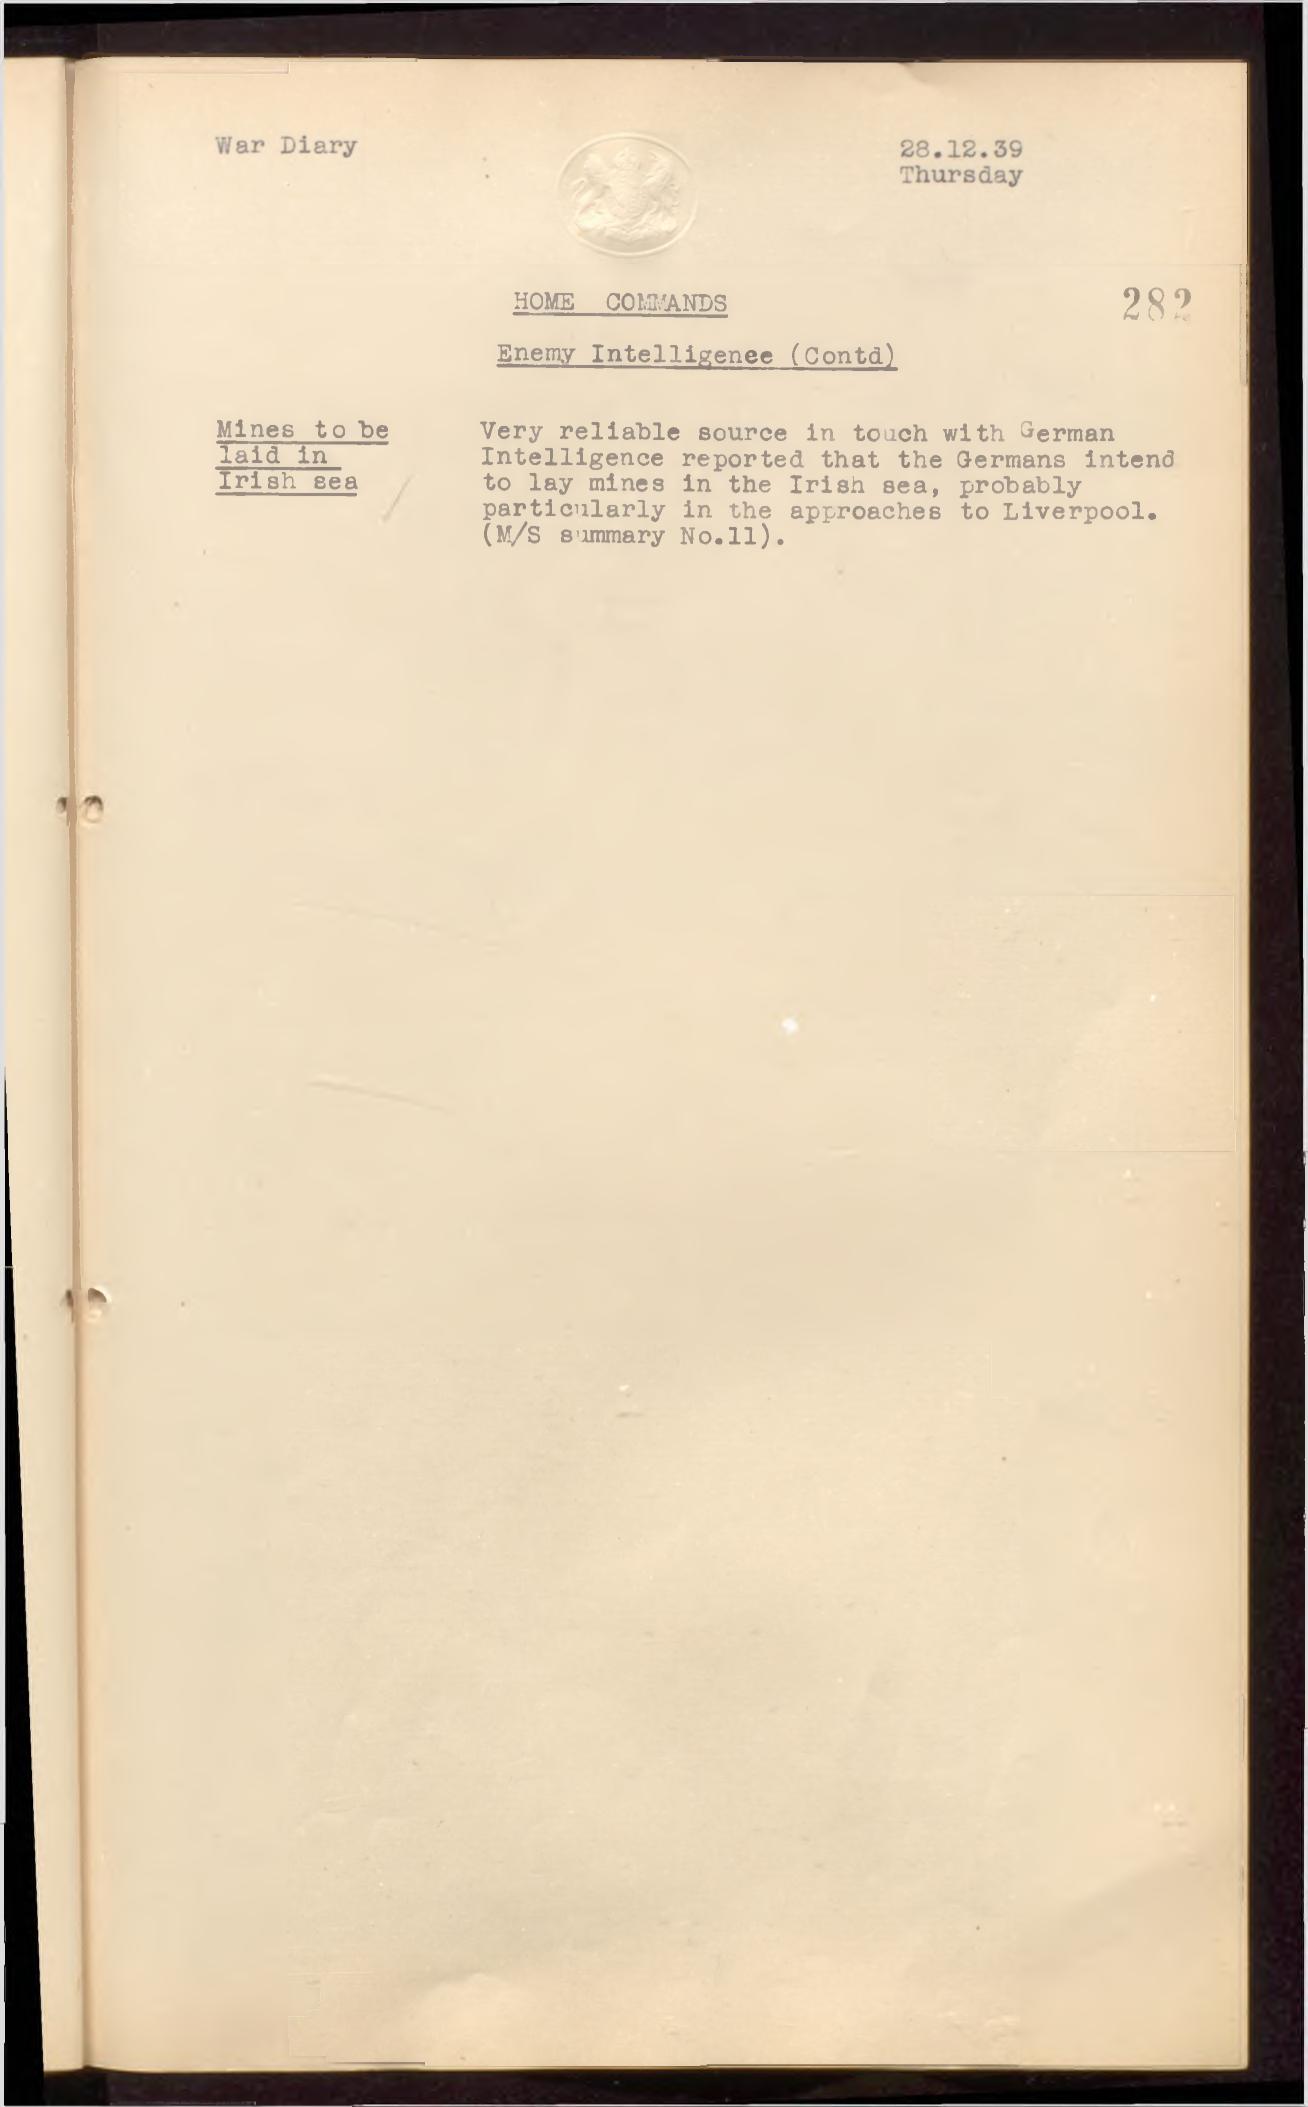 War Diary
28.12.39
Thursday
HOME COMMANDS
282
Enemy Intelligenee (Contd)
Mines to be
laid in
Irish sea
Very reliable source in touch with German
Intelligence reported that the Germans intend
to lay mines in the Irish sea, probably
particularly in the approaches to Liverpool.
(M/S summary No.11).